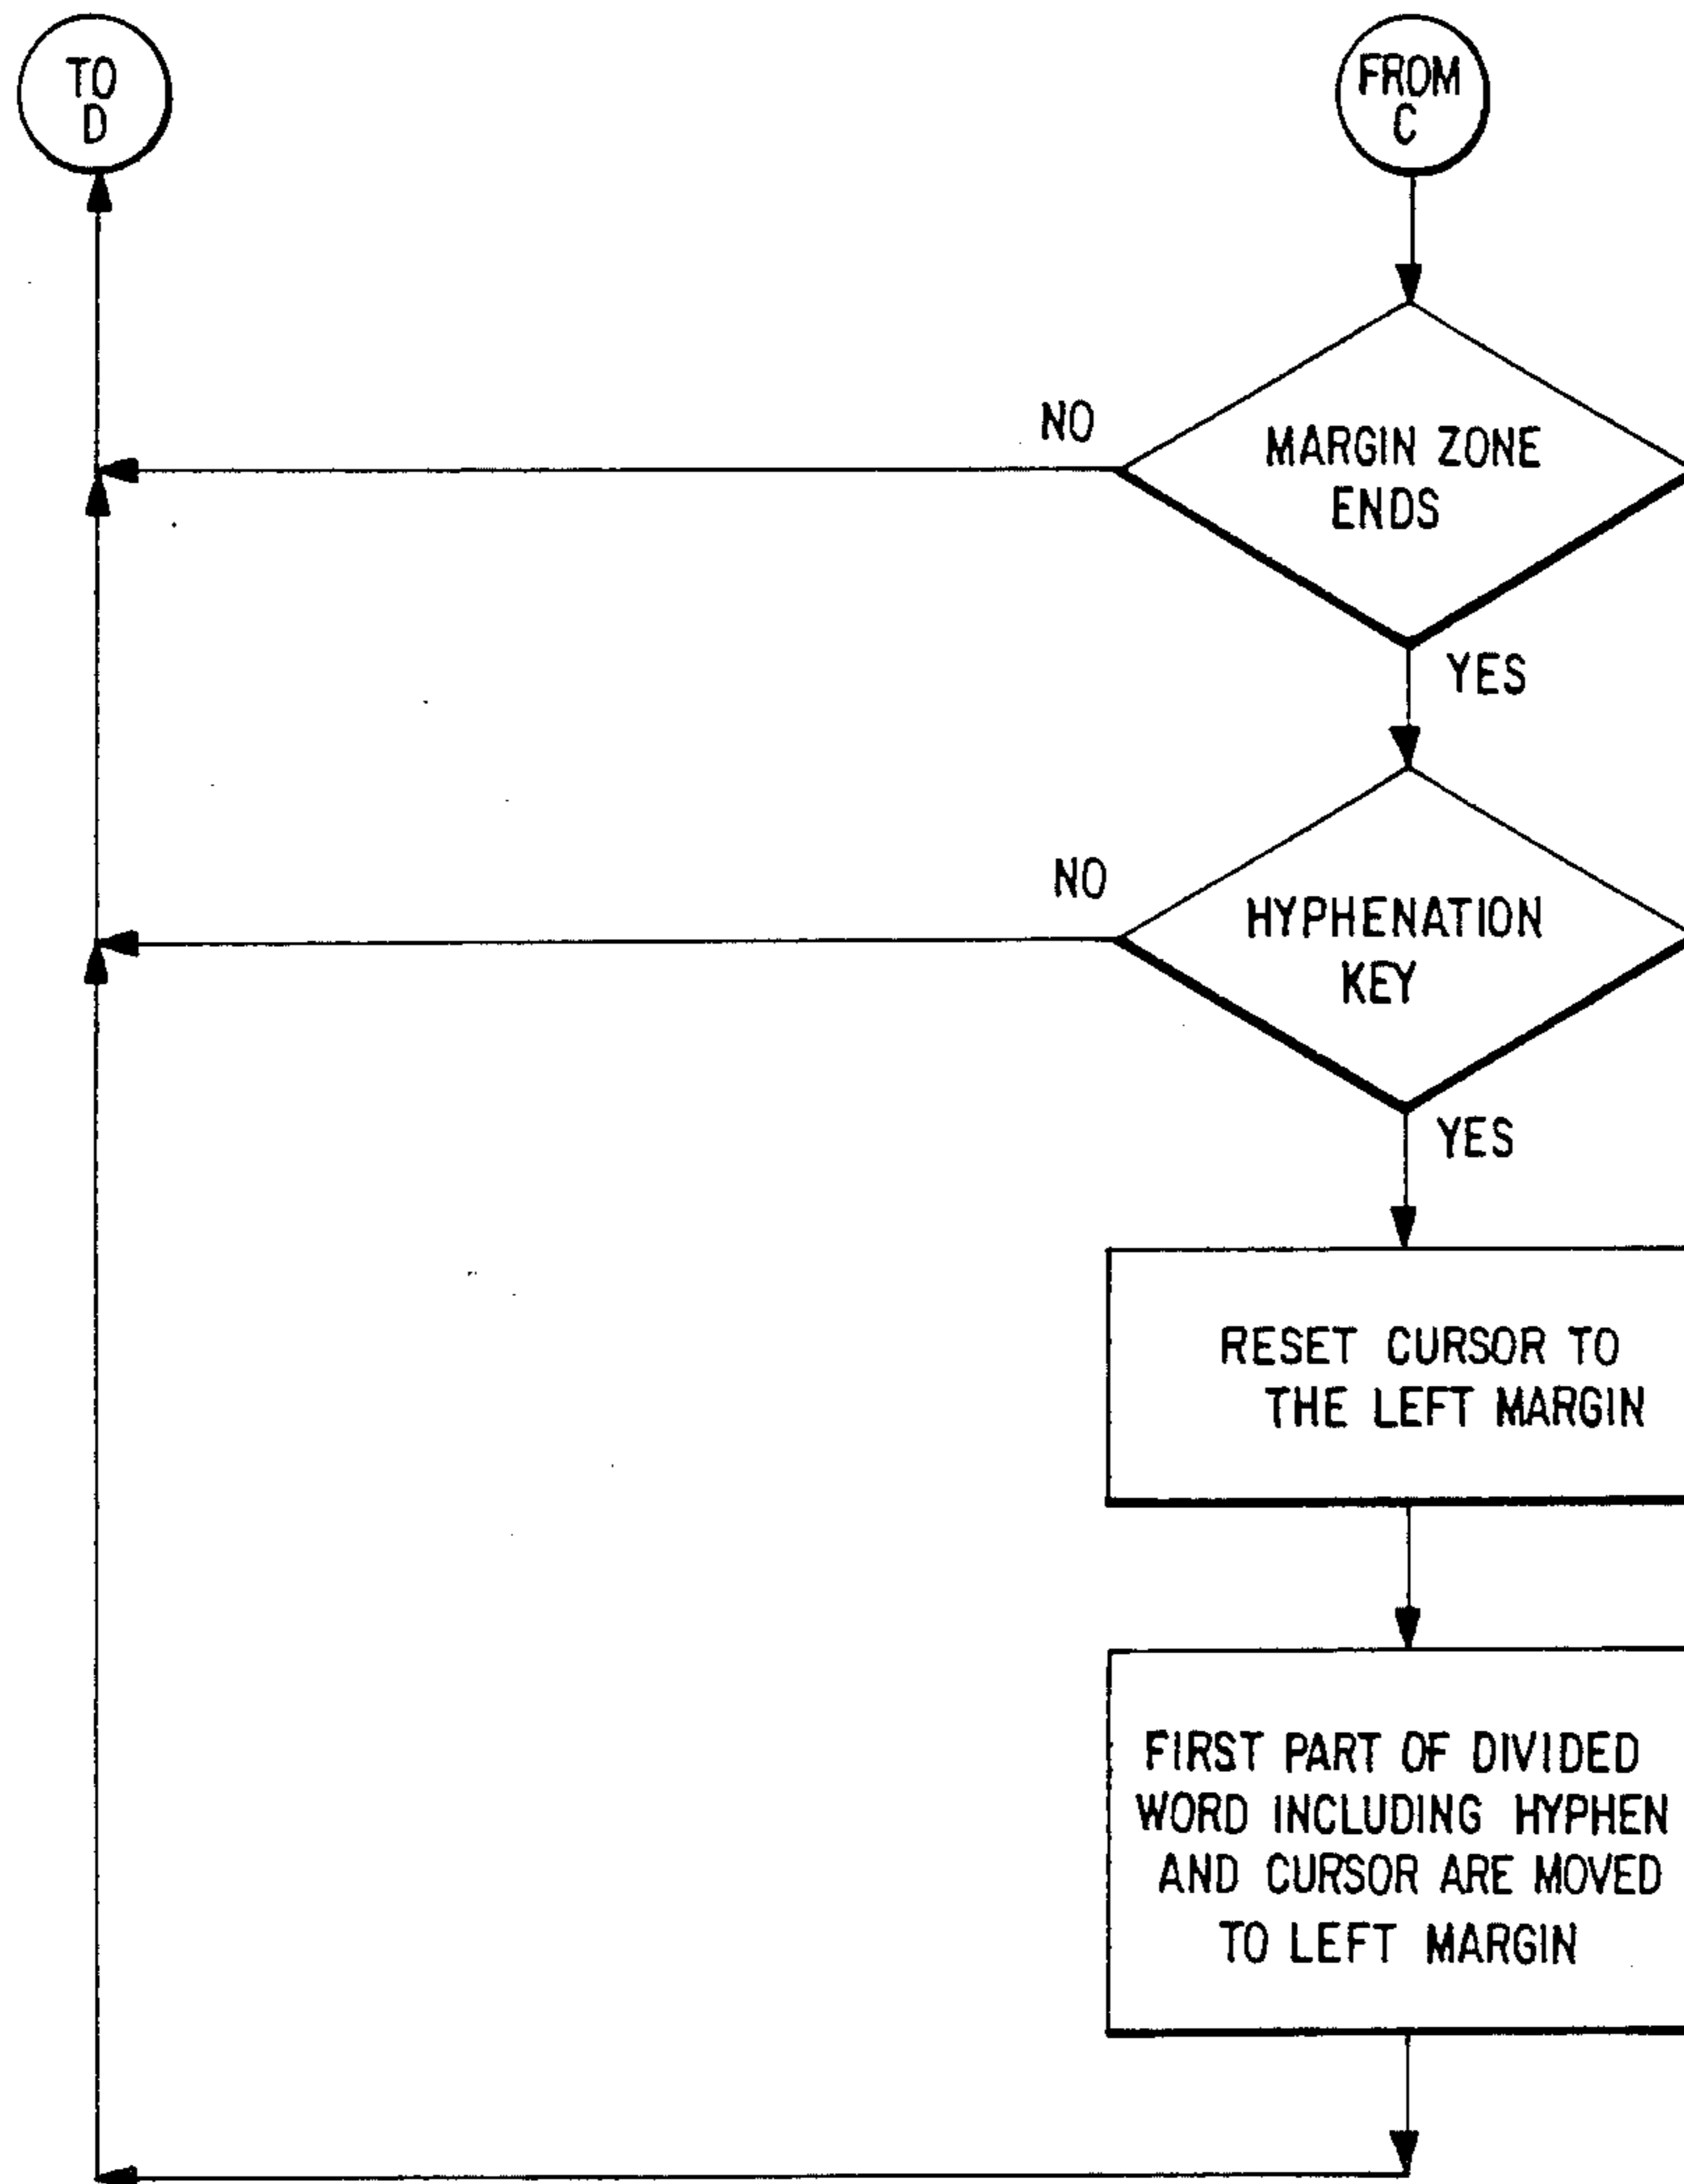 TO
D
FROM
C
NO
MARGIN ZONE
ENDS
YES
NO
HYPHENATION
KEY
YES
RESET CURSOR TO
THE LEFT MARGIN
FIRST PART OF DIVIDED
WORD INCLUDING HYPHEN
AND CURSOR ARE MOVED
TO LEFT MARGIN